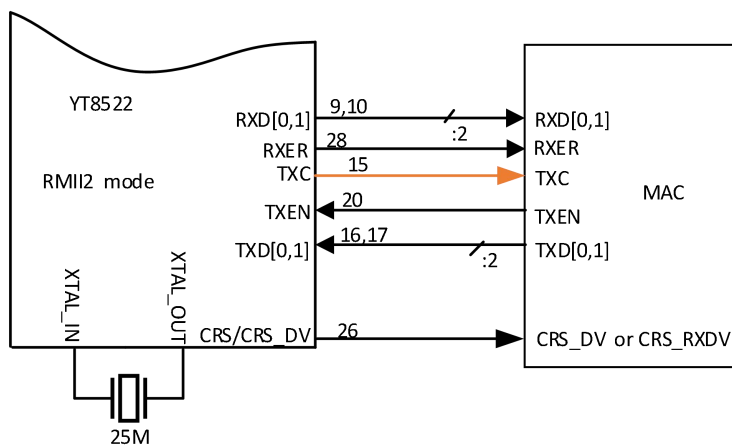 YT8522
RMII2 mode
RXD[0,1] 9,10 :2 RXD[0,1]
RXER 28 RXER
TXC 15 TXC
MAC
TXEN 20 TXEN
TXD[0,1] 16,17 :2 TXD[0,1]
XTAL_IN
XTAL_OUT
CRS/CRS_DV 26 CRS_DV or CRS_RXDV
25M